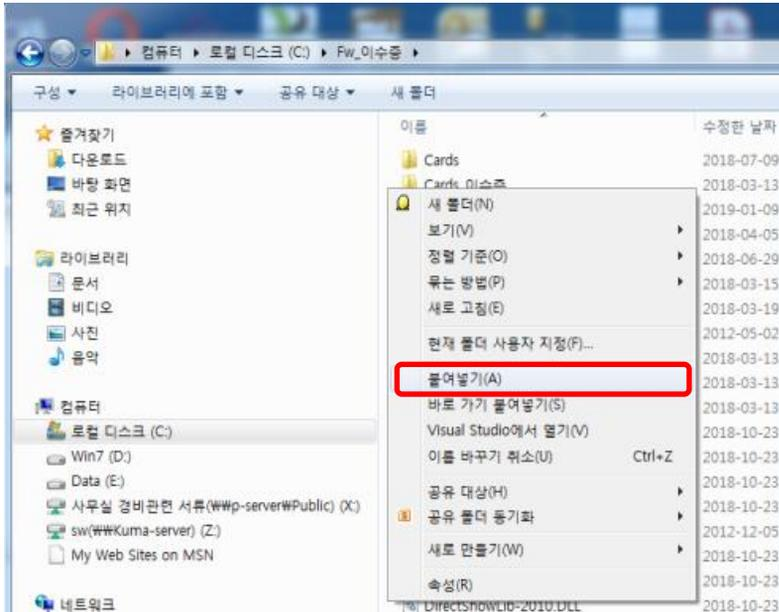 컴퓨터 ▸ 로컬 디스크 (C:) ▸ Fw_이수증 ▸
구성 ▾ 라이브러리에 포함 ▾ 공유 대상 ▾ 새 폴더
즐겨찾기
다운로드
바탕 화면
최근 위치
라이브러리
문서
비디오
사진
음악
컴퓨터
로컬 디스크 (C:)
Win7 (D:)
Data (E:)
사무실 경비관련 서류(₩₩p-server₩Public) (X:)
sw(₩₩Kuma-server) (Z:)
My Web Sites on MSN
네트워크
이름
Cards
Cards_이수증
새 폴더(N)
보기(V)
정렬 기준(O)
묶는 방법(P)
새로 고침(E)
현재 폴더 사용자 지정(F)...
붙여넣기(A)
바로 가기 붙여넣기(S)
Visual Studio에서 열기(V)
이름 바꾸기 취소(U) Ctrl+Z
공유 대상(H)
공유 폴더 동기화
새로 만들기(W)
속성(R)
DirectShowLib-2010.DLL
수정한 날짜
2018-07-09
2018-03-13
2019-01-09
2018-04-05
2018-06-29
2018-03-15
2018-03-19
2012-05-02
2018-03-13
2018-03-13
2018-03-13
2018-10-23
2018-10-23
2018-10-23
2018-10-23
2012-12-05
2018-10-23
2018-10-23
2018-10-23